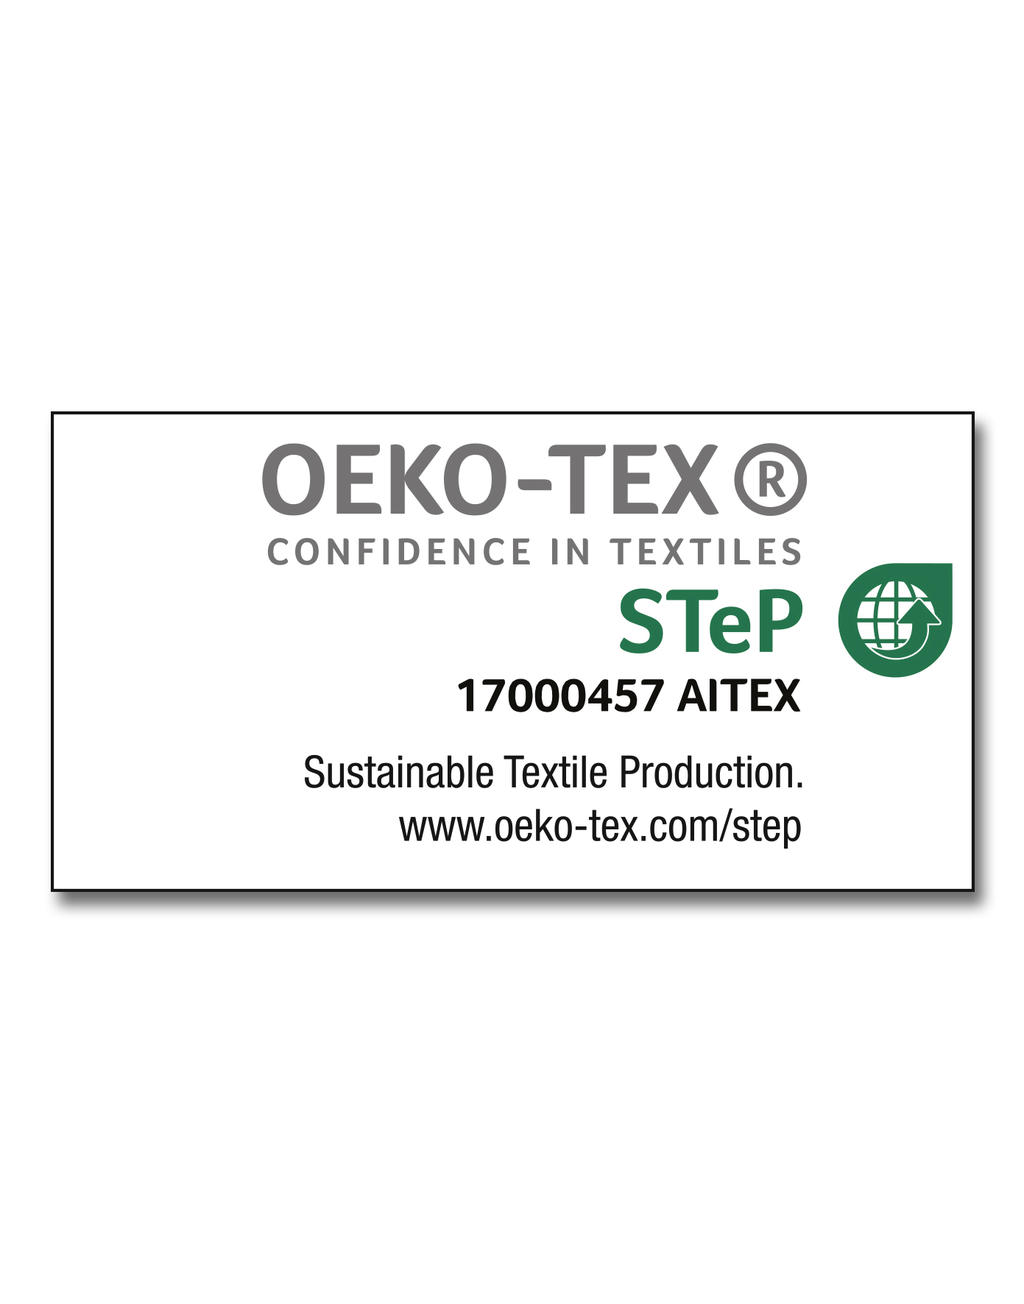 OEKO-TEX®
CONFIDENCE IN TEXTILES
STeP
17000457 AITEX
Sustainable Textile Production.
www.oeko-tex.com/step